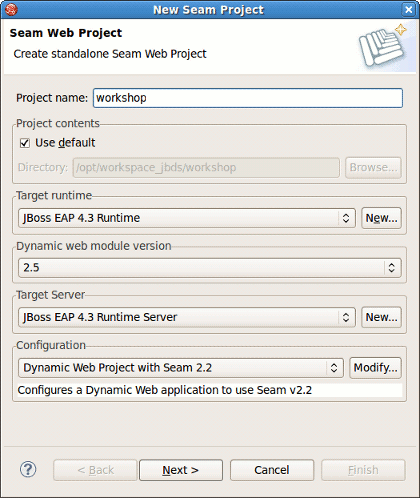 New Seam Project
Seam Web Project
Create standalone Seam Web Project
Project name: workshop
Project contents
Use default
Directory: /opt/workspace_jbds/workshop Browse...
Target runtime
JBoss EAP 4.3 Runtime New...
Dynamic web module version
2.5
Target Server
JBoss EAP 4.3 Runtime Server New...
Configuration
Dynamic Web Project with Seam 2.2 Modify...
Configures a Dynamic Web application to use Seam v2.2
? < Back Next > Cancel Finish